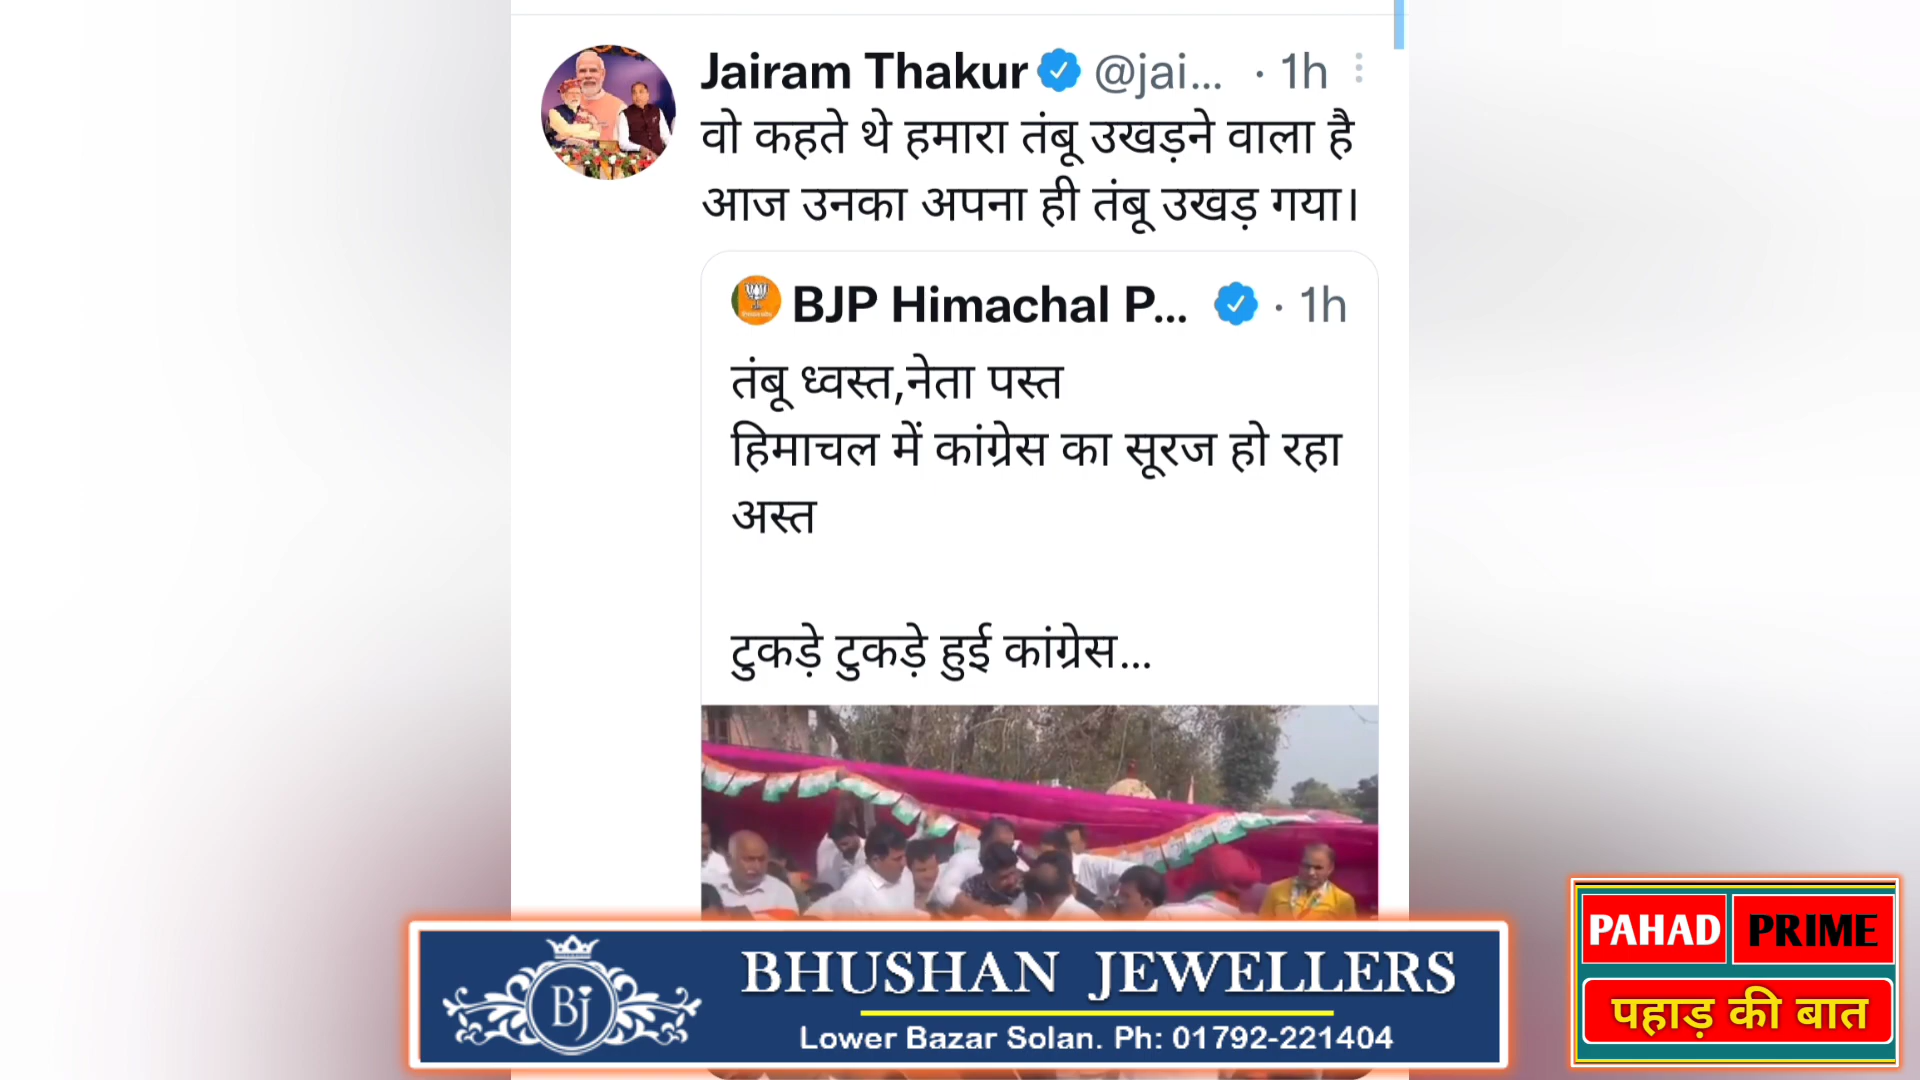 Jairam Thakur @jai... · 1h
वो कहते थे हमारा तंबू उखड़ने वाला है
आज उनका अपना ही तंबू उखड़ गया।
BJP Himachal P... · 1h
तंबू ध्वस्त,नेता पस्त
हिमाचल में कांग्रेस का सूरज हो रहा
अस्त
टुकड़े टुकड़े हुई कांग्रेस...
BJ
BHUSHAN JEWELLERS
Lower Bazar Solan. Ph: 01792-221404
PAHAD PRIME
पहाड़ की बात